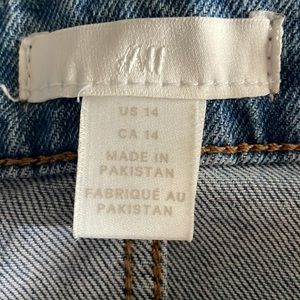 H&M
US 14
CA 14
MADE IN
PAKISTAN
FABRIQUÉ AU
PAKISTAN